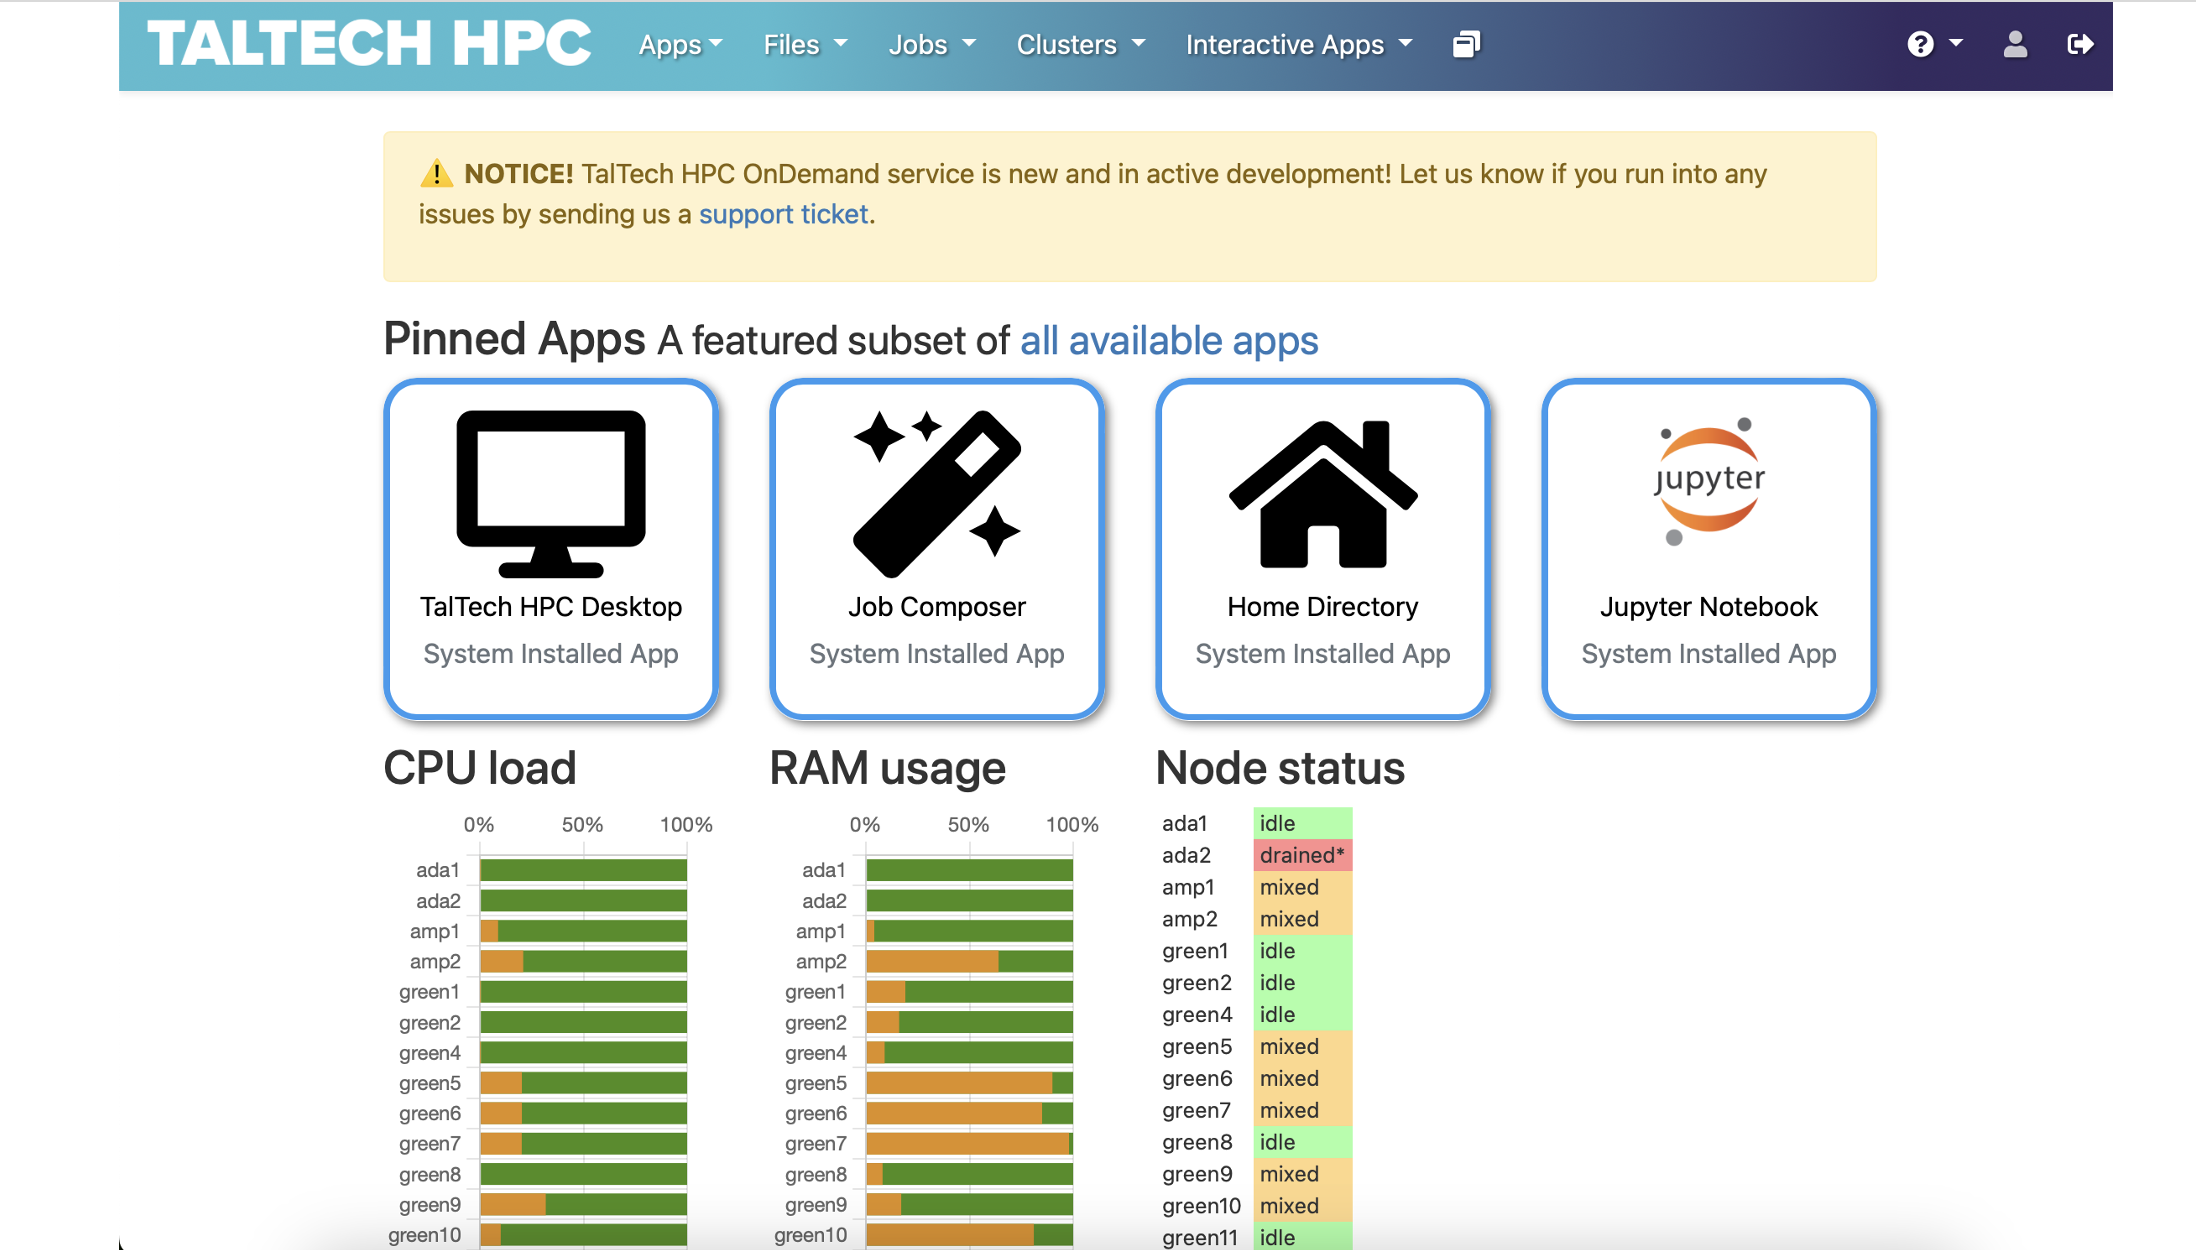 TALTECH HPC Apps Files Jobs Clusters Interactive Apps
NOTICE! TalTech HPC OnDemand service is new and in active development! Let us know if you run into any
issues by sending us a support ticket.
Pinned Apps A featured subset of all available apps
TalTech HPC Desktop
System Installed App
Job Composer
System Installed App
Home Directory
System Installed App
jupyter
Jupyter Notebook
System Installed App
CPU load
0% 50% 100%
ada1
ada2
amp1
amp2
green1
green2
green4
green5
green6
green7
green8
green9
green10
RAM usage
0% 50% 100%
ada1
ada2
amp1
amp2
green1
green2
green4
green5
green6
green7
green8
green9
green10
Node status
ada1 idle
ada2 drained*
amp1 mixed
amp2 mixed
green1 idle
green2 idle
green4 idle
green5 mixed
green6 mixed
green7 mixed
green8 idle
green9 mixed
green10 mixed
green11 idle